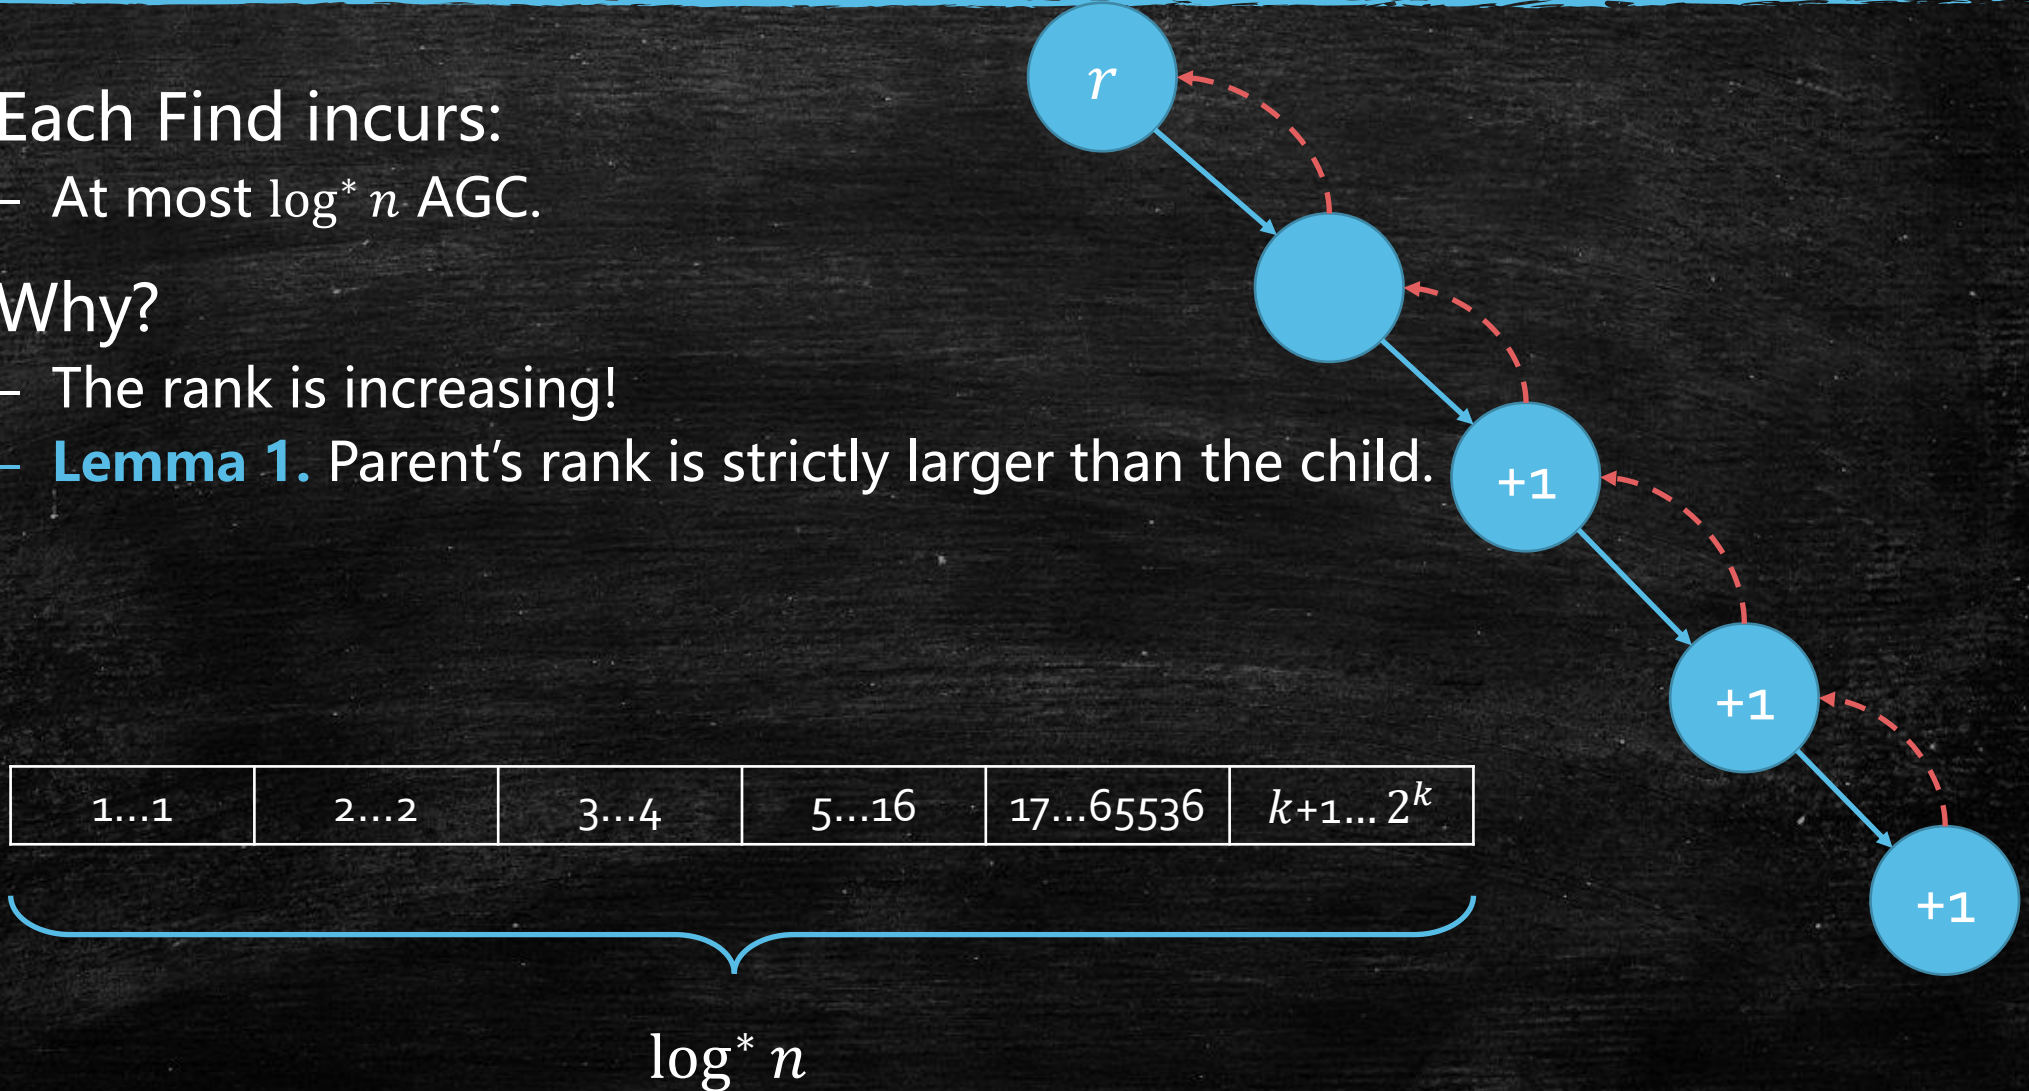 r
Each Find incurs:
– At most log* n AGC.
Why?
– The rank is increasing!
– Lemma 1. Parent’s rank is strictly larger than the child.
+1
+1
+1
1…1 2…2 3…4 5…16 17…65536 k+1… 2^k
log* n